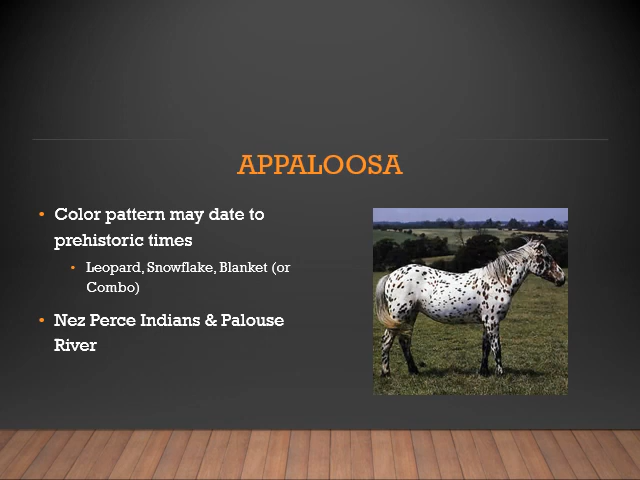 APPALOOSA
• Color pattern may date to
prehistoric times
• Leopard, Snowflake, Blanket (or
Combo)
• Nez Perce Indians & Palouse
River